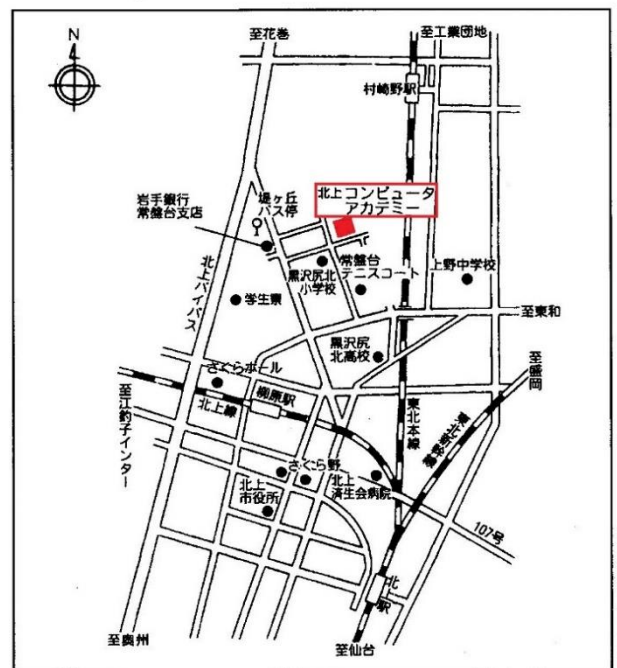 N
至花巻
至工業団地
村崎野駅
岩手銀行
常盤台支店
堤ヶ丘
バス停
北上コンピュータ
アカデミー
北上バイパス
黒沢尻北
小学校
常盤台
テニスコート
上野中学校
学生寮
至東和
黒沢尻
北高校
至盛岡
さくらホール
柳原駅
北上線
至江釣子インター
東北本線
東北新幹線
さくら野
北上
市役所
北上
済生会病院
107号
北
駅
至奥州
至仙台